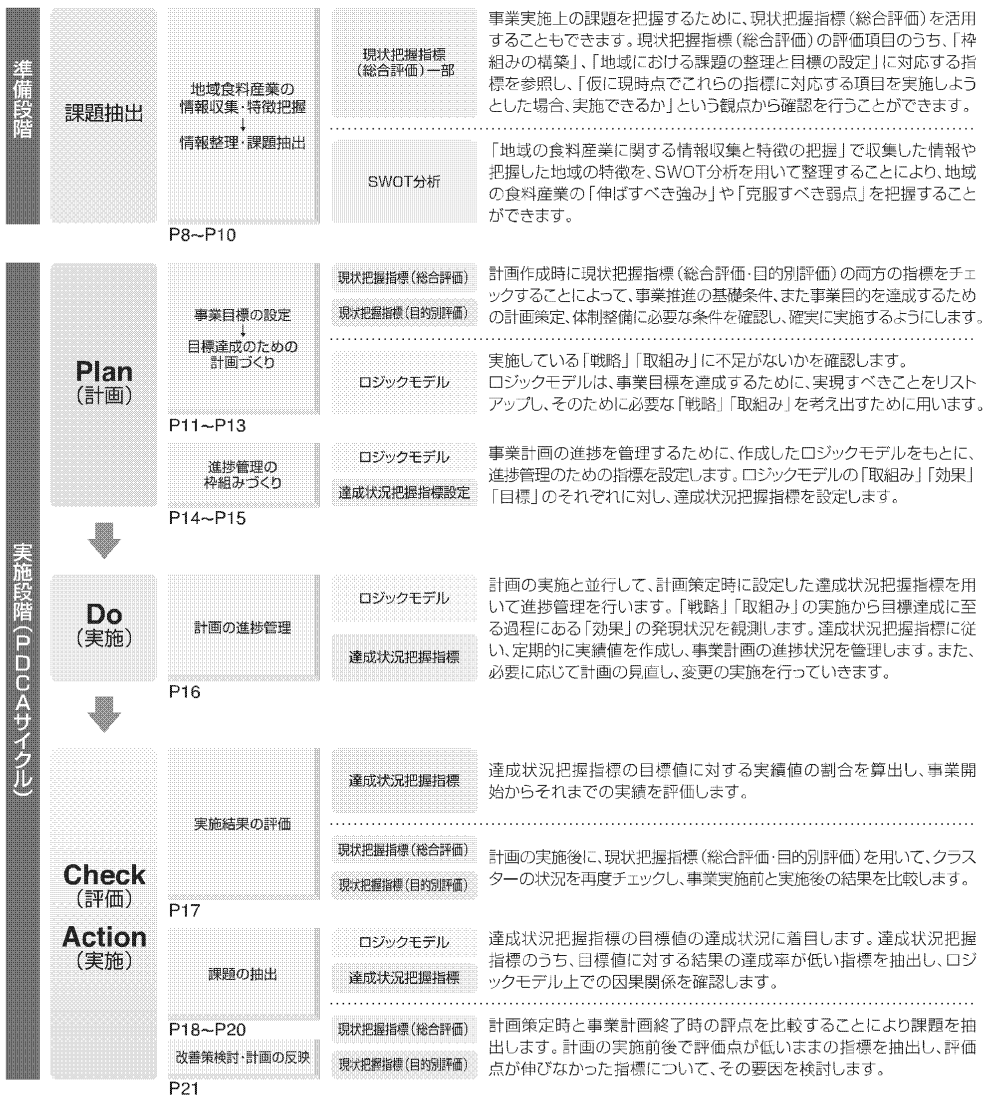 準備段階
課題抽出
地域食料産業の
情報収集・特徴把握
↓
情報整理・課題抽出
P8~P10
現状把握指標
(総合評価)一部
事業実施上の課題を把握するために、現状把握指標(総合評価)を活用
することもできます。現状把握指標(総合評価)の評価項目のうち、「枠
組みの構築」、「地域における課題の整理と目標の設定」に対応する指
標を参照し、「仮に現時点でこれらの指標に対応する項目を実施しよう
とした場合、実施できるか」という観点から確認を行うことができます。
SWOT分析
「地域の食料産業に関する情報収集と特徴の把握」で収集した情報や
把握した地域の特徴を、SWOT分析を用いて整理することにより、地域
の食料産業の「伸ばすべき強み」や「克服すべき弱点」を把握すること
ができます。
実施段階(PDCAサイクル)
Plan
(計画)
事業目標の設定
↓
目標達成のための
計画づくり
P11~P13
現状把握指標(総合評価)
現状把握指標(目的別評価)
計画作成時に現状把握指標(総合評価・目的別評価)の両方の指標をチェ
ックすることによって、事業推進の基礎条件、また事業目的を達成するため
の計画策定、体制整備に必要な条件を確認し、確実に実施するようにします。
ロジックモデル
実施している「戦略」「取組み」に不足がないかを確認します。
ロジックモデルは、事業目標を達成するために、実現すべきことをリスト
アップし、そのために必要な「戦略」「取組み」を考え出すために用います。
進捗管理の
枠組みづくり
P14~P15
ロジックモデル
達成状況把握指標設定
事業計画の進捗を管理するために、作成したロジックモデルをもとに、
進捗管理のための指標を設定します。ロジックモデルの「取組み」「効果」
「目標」のそれぞれに対し、達成状況把握指標を設定します。
Do
(実施)
計画の進捗管理
P16
ロジックモデル
達成状況把握指標
計画の実施と並行して、計画策定時に設定した達成状況把握指標を用
いて進捗管理を行います。「戦略」「取組み」の実施から目標達成に至
る過程にある「効果」の発現状況を観測します。達成状況把握指標に従
い、定期的に実績値を作成し、事業計画の進捗状況を管理します。また、
必要に応じて計画の見直し、変更の実施を行っていきます。
Check
(評価)
Action
(実施)
実施結果の評価
P17
達成状況把握指標
達成状況把握指標の目標値に対する実績値の割合を算出し、事業開
始からそれまでの実績を評価します。
現状把握指標(総合評価)
現状把握指標(目的別評価)
計画の実施後に、現状把握指標(総合評価・目的別評価)を用いて、クラス
ターの状況を再度チェックし、事業実施前と実施後の結果を比較します。
課題の抽出
P18~P20
ロジックモデル
達成状況把握指標
達成状況把握指標の目標値の達成状況に着目します。達成状況把握
指標のうち、目標値に対する結果の達成率が低い指標を抽出し、ロジ
ックモデル上での因果関係を確認します。
改善策検討・計画の反映
P21
現状把握指標(総合評価)
現状把握指標(目的別評価)
計画策定時と事業計画終了時の評点を比較することにより課題を抽
出します。計画の実施前後で評価点が低いままの指標を抽出し、評価
点が伸びなかった指標について、その要因を検討します。